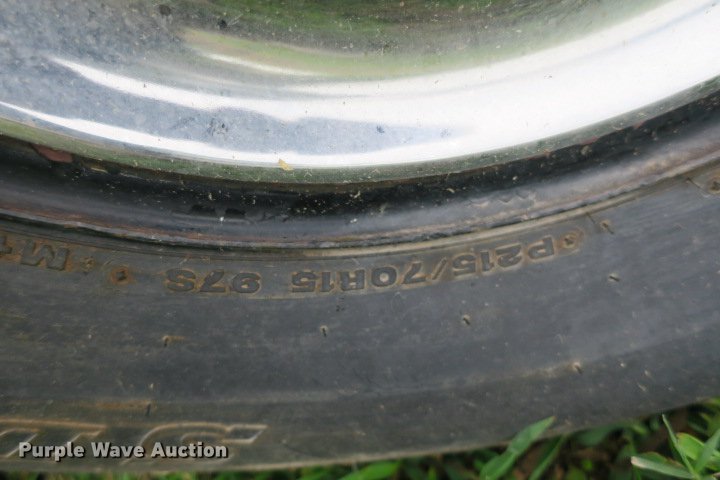 P215/70R15 97S M+
Purple Wave Auction